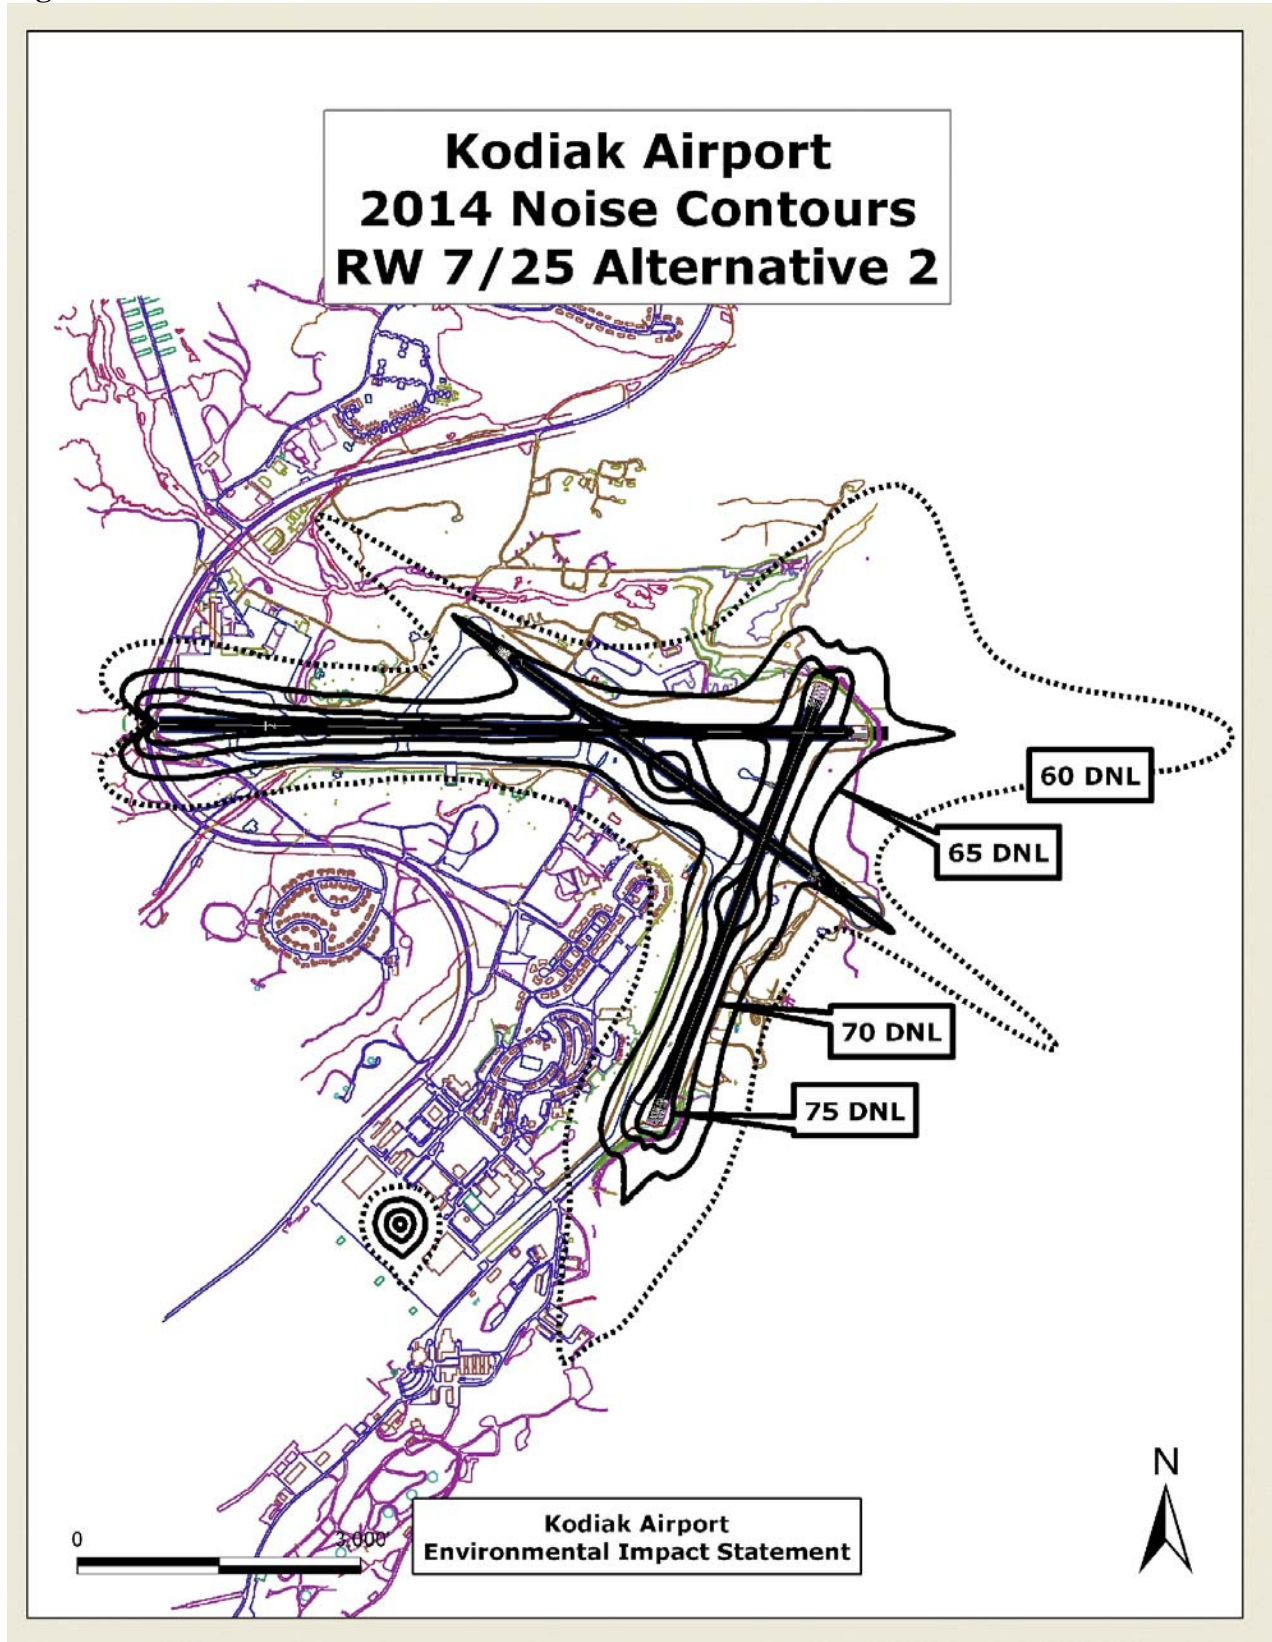 Kodiak Airport
2014 Noise Contours
RW 7/25 Alternative 2
60 DNL
65 DNL
70 DNL
75 DNL
N
0
3,000'
Kodiak Airport
Environmental Impact Statement